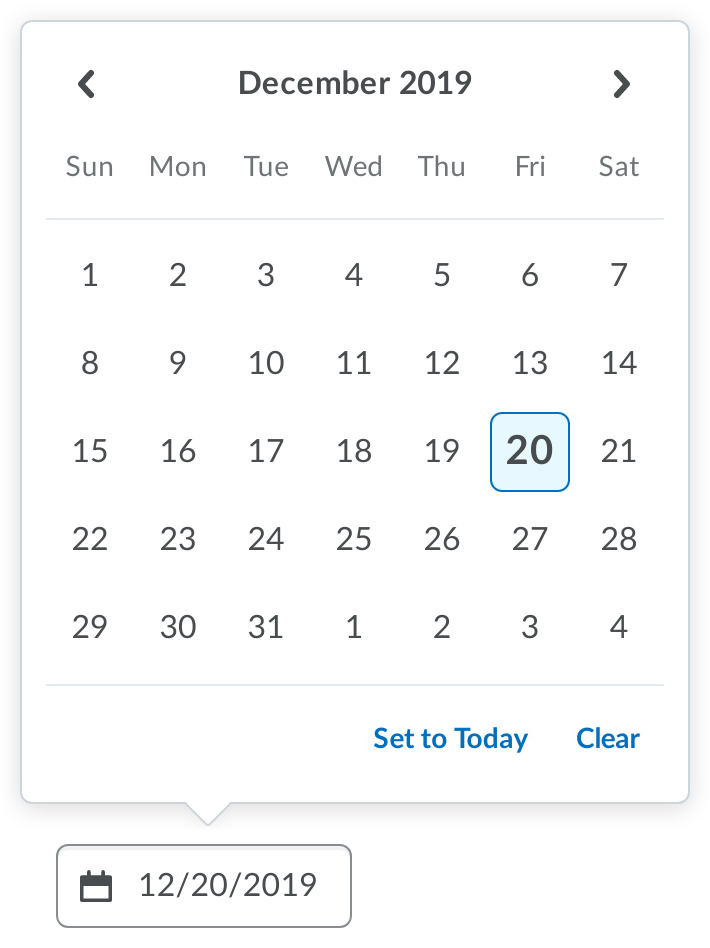 December 2019
Sun Mon Tue Wed Thu Fri Sat
1 2 3 4 5 6 7
8 9 10 11 12 13 14
15 16 17 18 19 20 21
22 23 24 25 26 27 28
29 30 31 1 2 3 4
Set to Today Clear
12/20/2019